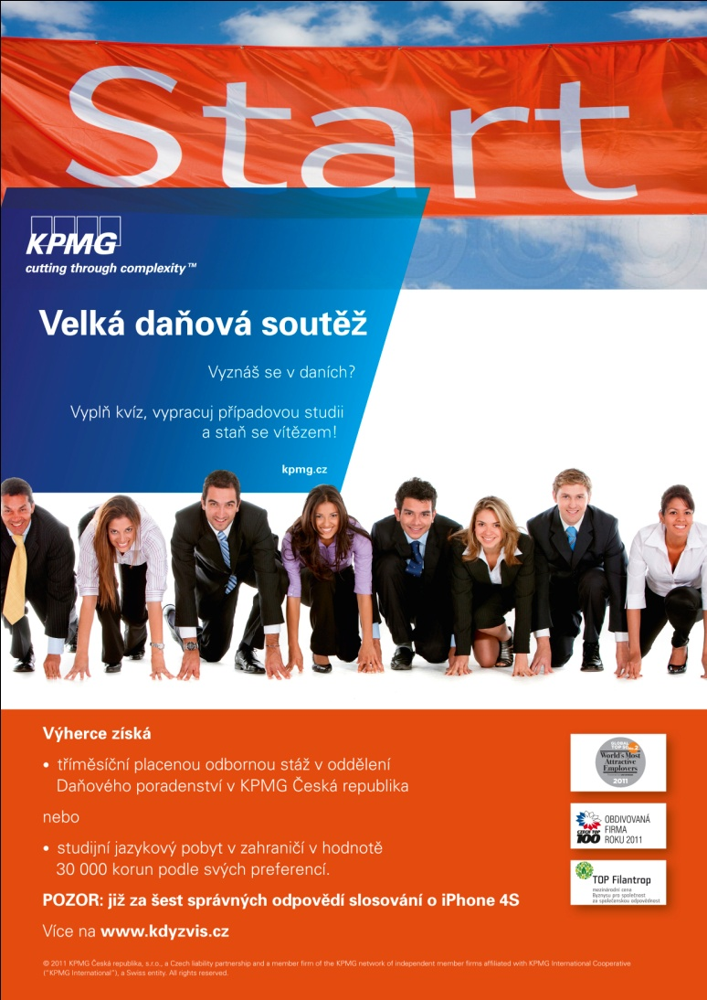 Start
KPMG
cutting through complexity™
Velká daňová soutěž
Vyznáš se v daních?
Vyplň kvíz, vypracuj případovou studii
a staň se vítězem!
kpmg.cz
Výherce získá
• tříměsíční placenou odbornou stáž v oddělení
Daňového poradenství v KPMG Česká republika
nebo
• studijní jazykový pobyt v zahraničí v hodnotě
30 000 korun podle svých preferencí.
POZOR: již za šest správných odpovědí slosování o iPhone 4S
Více na www.kdyzvis.cz
GLOBAL
TOP 50 No. 2
World's Most
Attractive
Employers
2011
CZECH TOP
100
OBDIVOVANÁ
FIRMA
ROKU 2011
TOP Filantrop
mezinárodní cena
Byznysu pro společnost
za společenskou odpovědnost
© 2011 KPMG Česká republika, s.r.o., a Czech liability partnership and a member firm of the KPMG network of independent member firms affiliated with KPMG International Cooperative
("KPMG International"), a Swiss entity. All rights reserved.